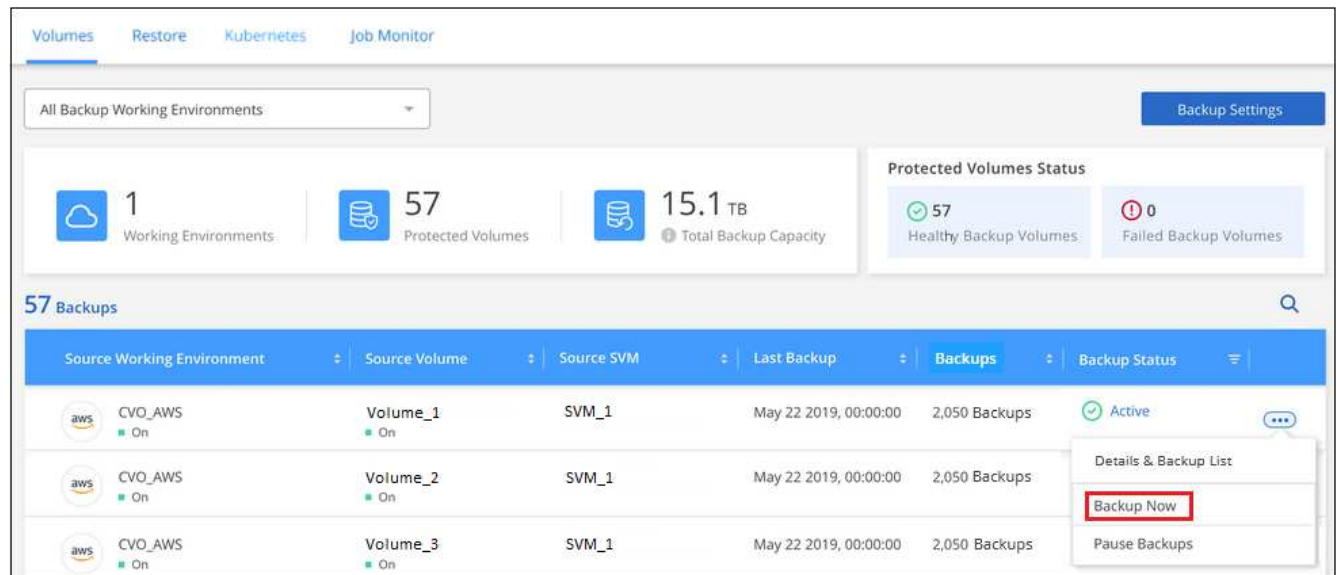 Volumes Restore Kubernetes Job Monitor
All Backup Working Environments Backup Settings
1 Working Environments
57 Protected Volumes
15.1 TB Total Backup Capacity
Protected Volumes Status
57 Healthy Backup Volumes
0 Failed Backup Volumes
57 Backups
Source Working Environment Source Volume Source SVM Last Backup Backups Backup Status
aws CVO_AWS Volume_1 SVM_1 May 22 2019, 00:00:00 2,050 Backups Active
On On
Details & Backup List
aws CVO_AWS Volume_2 SVM_1 May 22 2019, 00:00:00 2,050 Backups
On On
Backup Now
aws CVO_AWS Volume_3 SVM_1 May 22 2019, 00:00:00 2,050 Backups
On On
Pause Backups